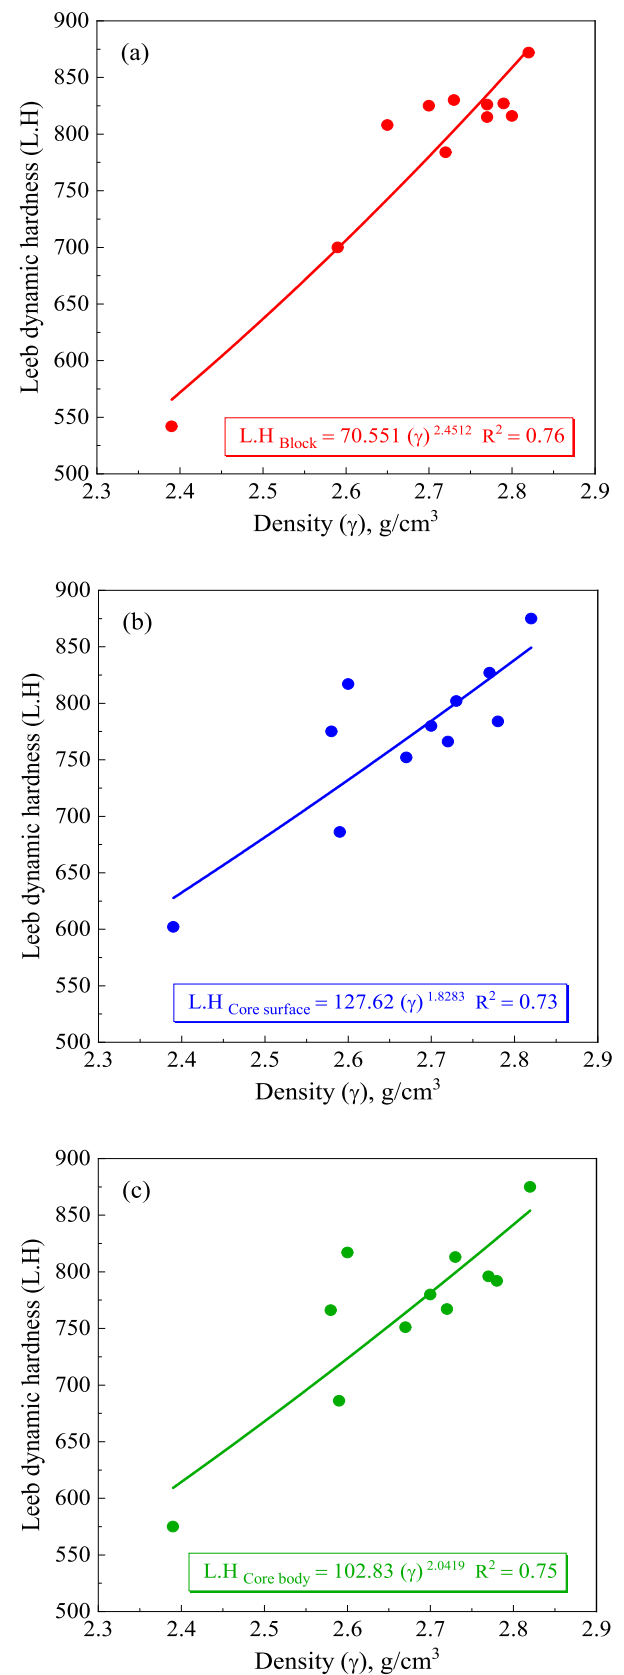 (a)
900
850
800
750
700
650
600
550
500
Leeb dynamic hardness (L.H)
L.H Block = 70.551 (γ)^2.4512 R² = 0.76
2.3 2.4 2.5 2.6 2.7 2.8 2.9
Density (γ), g/cm³
(b)
900
850
800
750
700
650
600
550
500
Leeb dynamic hardness (L.H)
L.H Core surface = 127.62 (γ)^1.8283 R² = 0.73
2.3 2.4 2.5 2.6 2.7 2.8 2.9
Density (γ), g/cm³
(c)
900
850
800
750
700
650
600
550
500
Leeb dynamic hardness (L.H)
L.H Core body = 102.83 (γ)^2.0419 R² = 0.75
2.3 2.4 2.5 2.6 2.7 2.8 2.9
Density (γ), g/cm³